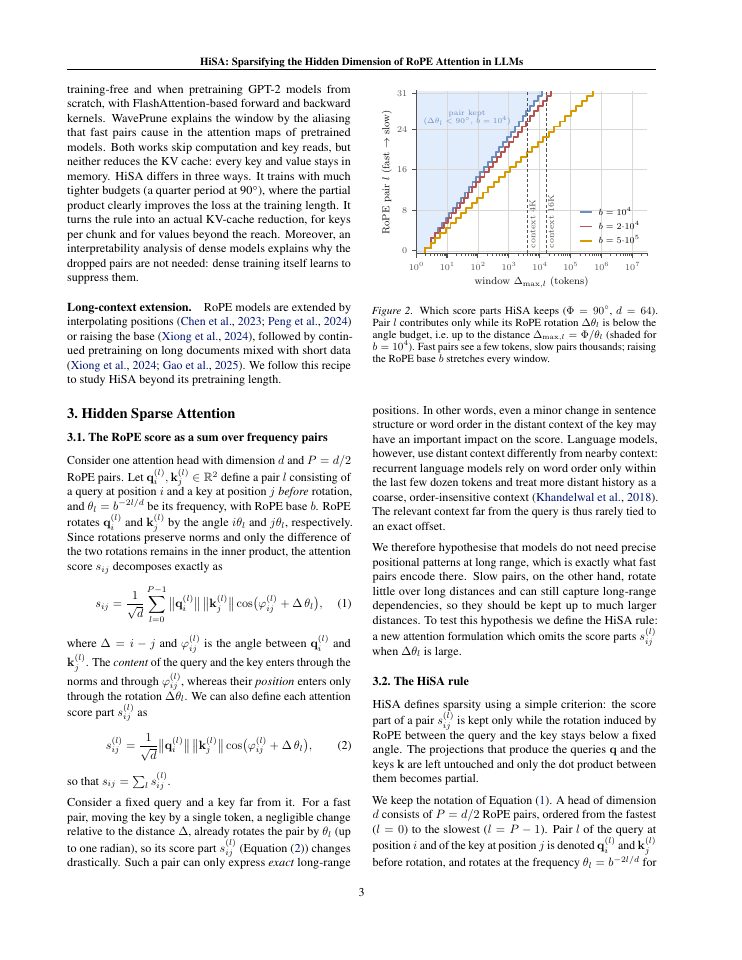 HiSA: Sparsifying the Hidden Dimension of RoPE Attention in LLMs
training-free and when pretraining GPT-2 models from
scratch, with FlashAttention-based forward and backward
kernels. WavePrune explains the window by the aliasing
that fast pairs cause in the attention maps of pretrained
models. Both works skip computation and key reads, but
neither reduces the KV cache: every key and value stays in
memory. HiSA differs in three ways. It trains with much
tighter budgets (a quarter period at 90°), where the partial
product clearly improves the loss at the training length. It
turns the rule into an actual KV-cache reduction, for keys
per chunk and for values beyond the reach. Moreover, an
interpretability analysis of dense models explains why the
dropped pairs are not needed: dense training itself learns to
suppress them.
Long-context extension. RoPE models are extended by
interpolating positions (Chen et al., 2023; Peng et al., 2024)
or raising the base (Xiong et al., 2024), followed by contin-
ued pretraining on long documents mixed with short data
(Xiong et al., 2024; Gao et al., 2025). We follow this recipe
to study HiSA beyond its pretraining length.
3. Hidden Sparse Attention
3.1. The RoPE score as a sum over frequency pairs
Consider one attention head with dimension d and P = d/2
RoPE pairs. Let q_i^(l), k_j^(l) ∈ R² define a pair l consisting of
a query at position i and a key at position j before rotation,
and θ_l = b^{−2l/d} be its frequency, with RoPE base b. RoPE
rotates q_i^(l) and k_j^(l) by the angle iθ_l and jθ_l, respectively.
Since rotations preserve norms and only the difference of
the two rotations remains in the inner product, the attention
score s_ij decomposes exactly as
s_ij = 1/√d ∑_{l=0}^{P−1} ‖q_i^(l)‖ ‖k_j^(l)‖ cos(φ_ij^(l) + Δ θ_l), (1)
where Δ = i − j and φ_ij^(l) is the angle between q_i^(l) and
k_j^(l). The content of the query and the key enters through the
norms and through φ_ij^(l), whereas their position enters only
through the rotation Δθ_l. We can also define each attention
score part s_ij^(l) as
s_ij^(l) = 1/√d ‖q_i^(l)‖ ‖k_j^(l)‖ cos(φ_ij^(l) + Δ θ_l), (2)
so that s_ij = ∑_l s_ij^(l).
Consider a fixed query and a key far from it. For a fast
pair, moving the key by a single token, a negligible change
relative to the distance Δ, already rotates the pair by θ_l (up
to one radian), so its score part s_ij^(l) (Equation (2)) changes
drastically. Such a pair can only express exact long-range
RoPE pair l (fast → slow)
31
24
16
8
0
pair kept
(Δθ_l < 90°, b = 10⁴)
context 4K
context 16K
b = 10⁴
b = 2·10⁴
b = 5·10⁵
10⁰ 10¹ 10² 10³ 10⁴ 10⁵ 10⁶ 10⁷
window Δ_max,l (tokens)
Figure 2. Which score parts HiSA keeps (Φ = 90°, d = 64).
Pair l contributes only while its RoPE rotation Δθ_l is below the
angle budget, i.e. up to the distance Δ_max,l = Φ/θ_l (shaded for
b = 10⁴). Fast pairs see a few tokens, slow pairs thousands; raising
the RoPE base b stretches every window.
positions. In other words, even a minor change in sentence
structure or word order in the distant context of the key may
have an important impact on the score. Language models,
however, use distant context differently from nearby context:
recurrent language models rely on word order only within
the last few dozen tokens and treat more distant history as a
coarse, order-insensitive context (Khandelwal et al., 2018).
The relevant context far from the query is thus rarely tied to
an exact offset.
We therefore hypothesise that models do not need precise
positional patterns at long range, which is exactly what fast
pairs encode there. Slow pairs, on the other hand, rotate
little over long distances and can still capture long-range
dependencies, so they should be kept up to much larger
distances. To test this hypothesis we define the HiSA rule:
a new attention formulation which omits the score parts s_ij^(l)
when Δθ_l is large.
3.2. The HiSA rule
HiSA defines sparsity using a simple criterion: the score
part of a pair s_ij^(l) is kept only while the rotation induced by
RoPE between the query and the key stays below a fixed
angle. The projections that produce the queries q and the
keys k are left untouched and only the dot product between
them becomes partial.
We keep the notation of Equation (1). A head of dimension
d consists of P = d/2 RoPE pairs, ordered from the fastest
(l = 0) to the slowest (l = P − 1). Pair l of the query at
position i and of the key at position j is denoted q_i^(l) and k_j^(l)
before rotation, and rotates at the frequency θ_l = b^{−2l/d} for
3